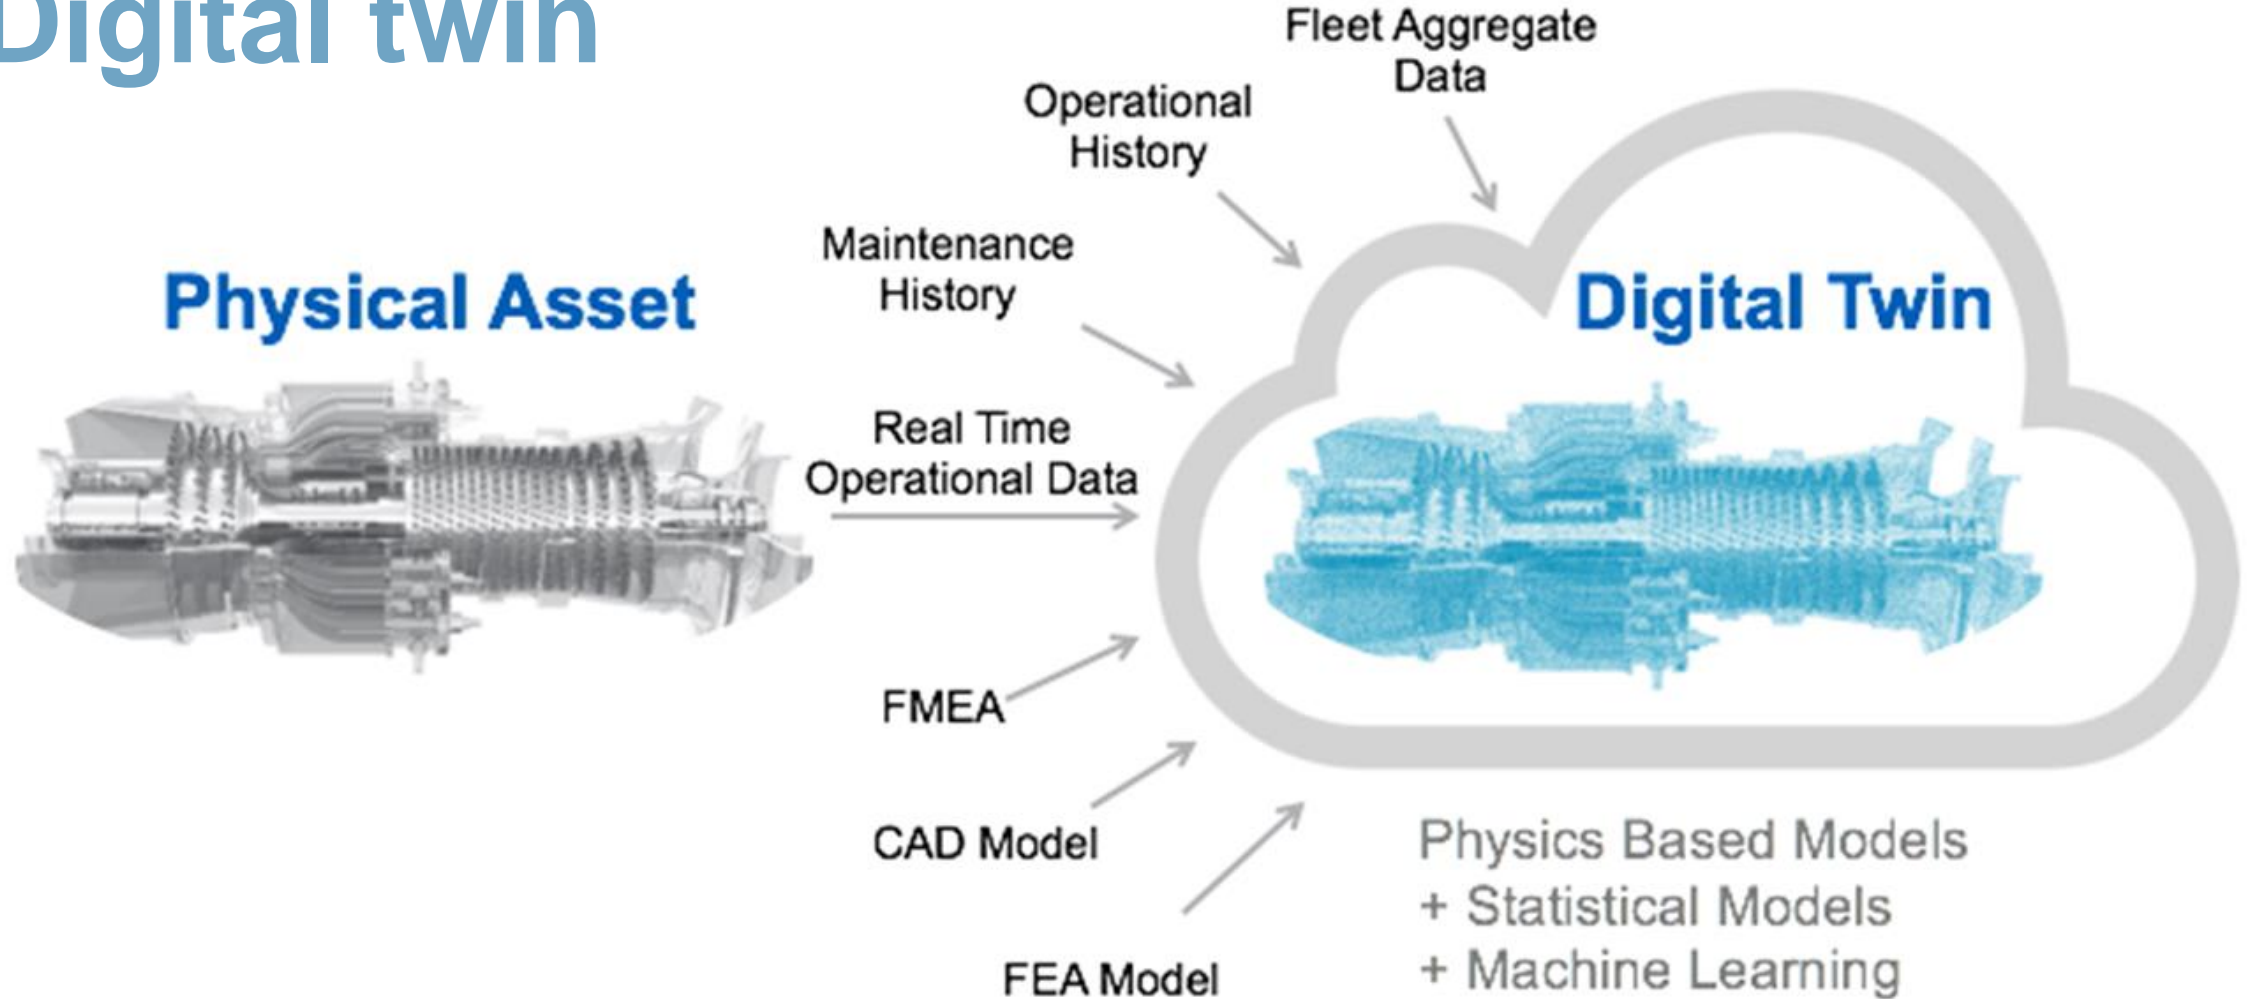 Digital twin
Fleet Aggregate
Data
Operational
History
Maintenance
History
Physical Asset
Digital Twin
Real Time
Operational Data
FMEA
CAD Model
FEA Model
Physics Based Models
+ Statistical Models
+ Machine Learning